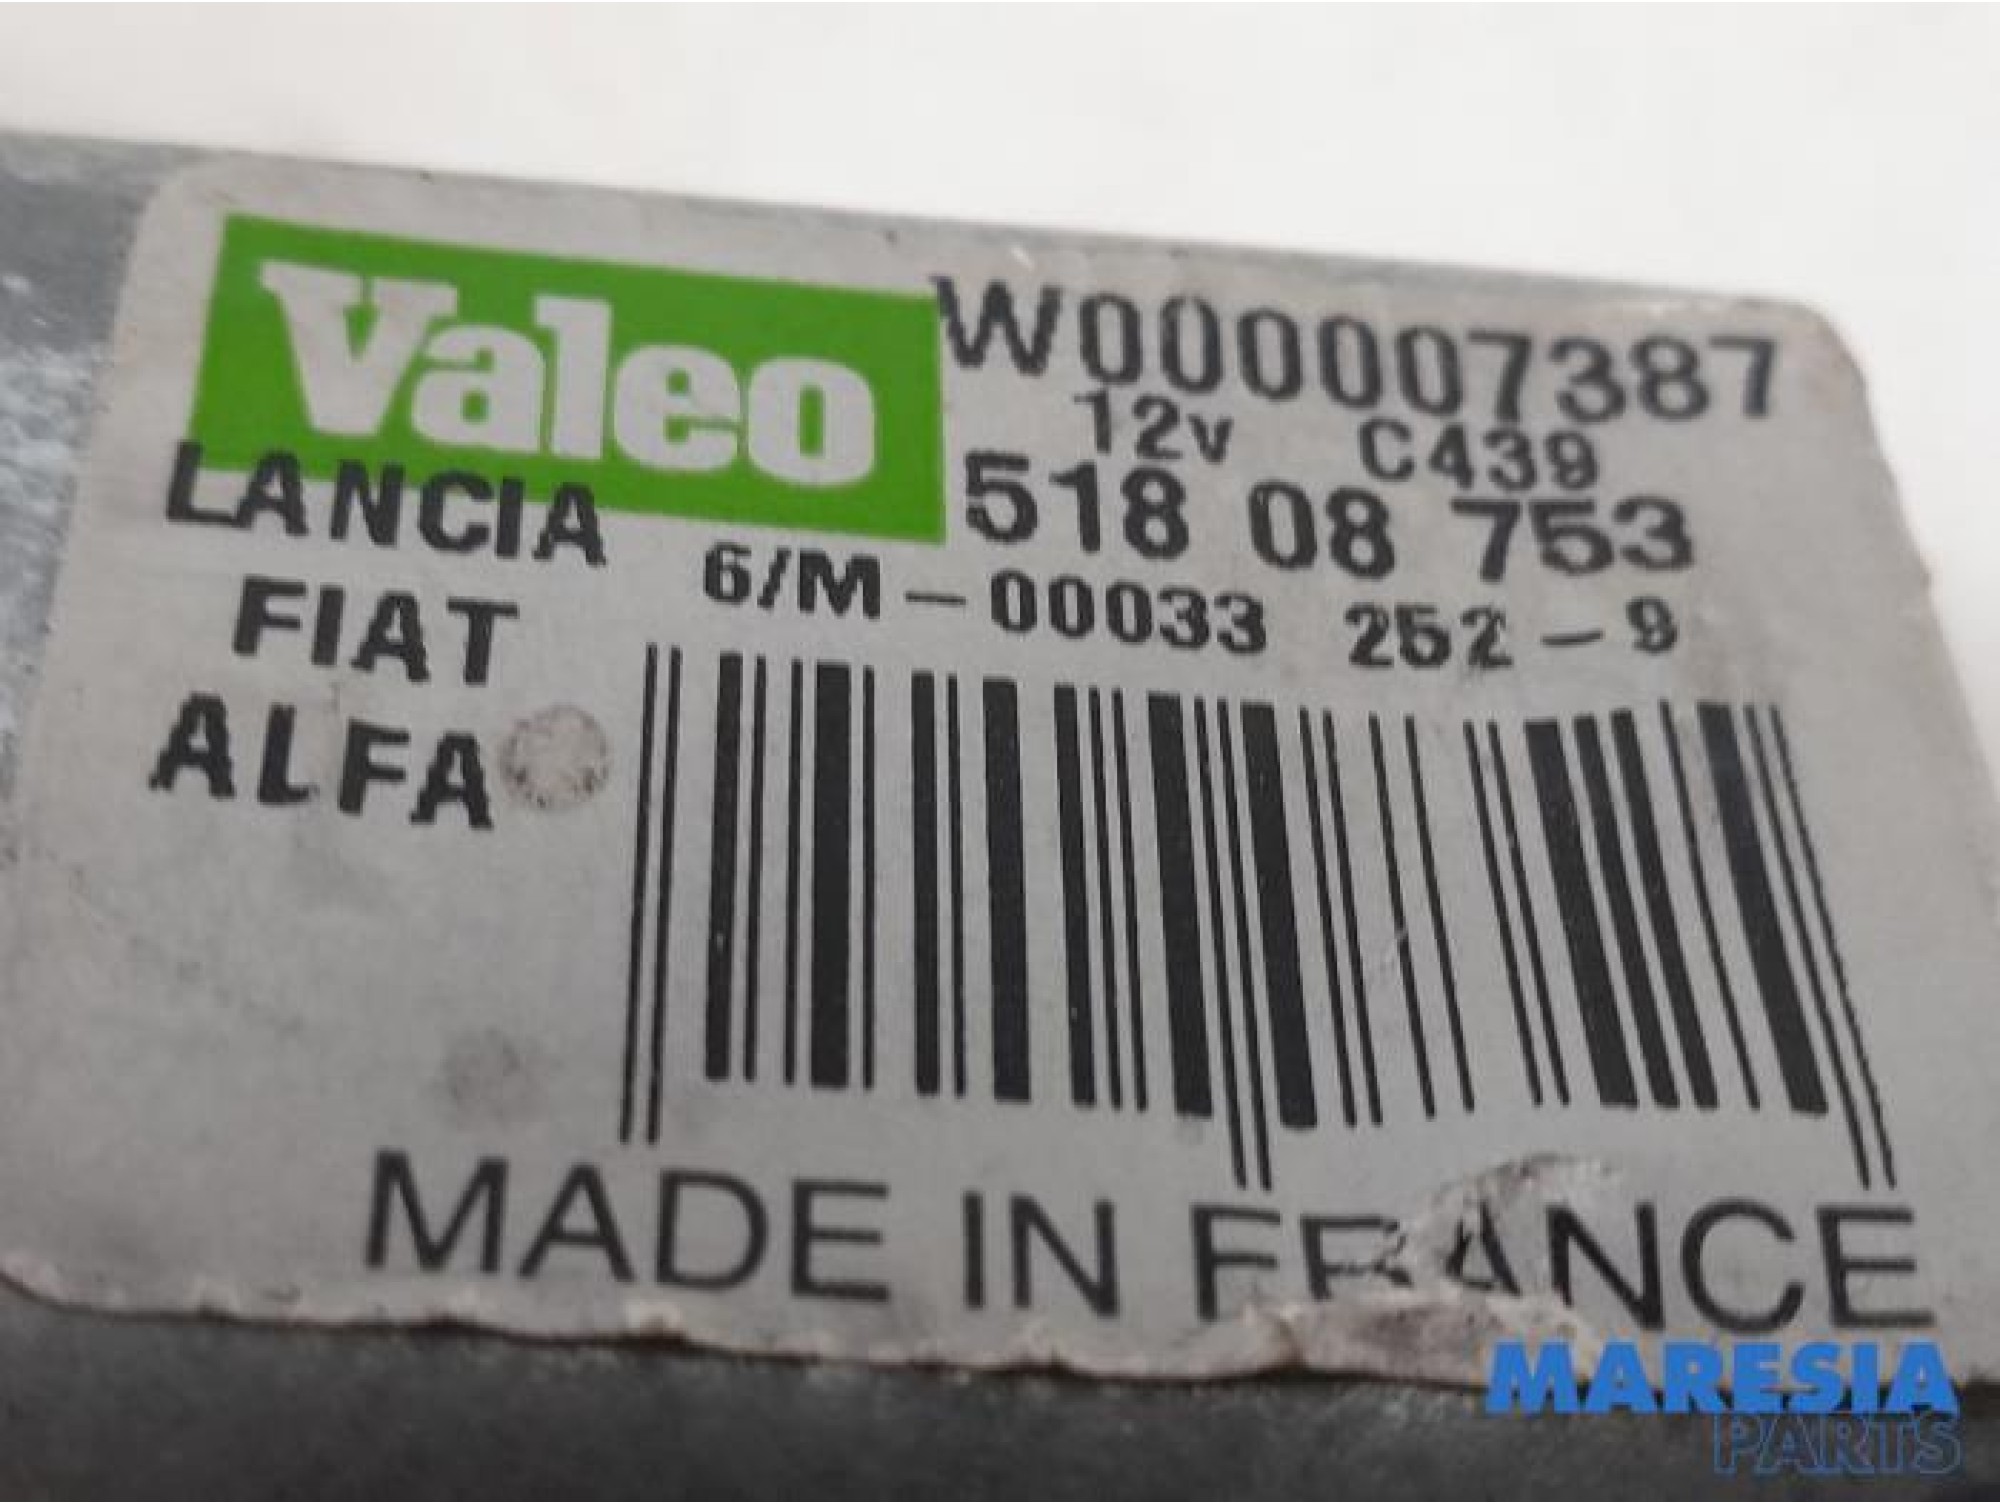 Valeo
W000007387
12v C439
518 08 753
6/M-00033 252-9
LANCIA
FIAT
ALFA
MADE IN FRANCE
MARESIA
PARTS